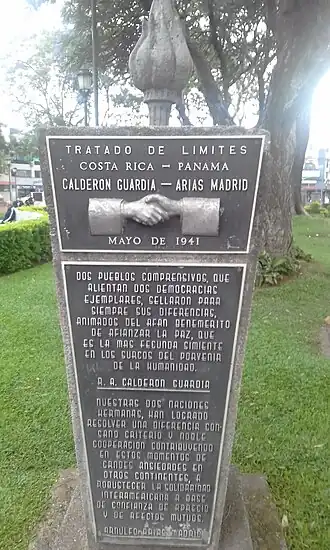 TRATADO DE LIMITES
COSTA RICA — PANAMA
CALDERON GUARDIA — ARIAS MADRID
MAYO DE 1941
DOS PUEBLOS COMPRENSIVOS, QUE
ALIENTAN DOS DEMOCRACIAS
EJEMPLARES, SELLARON PARA
SIEMPRE SUS DIFERENCIAS,
ANIMADOS DEL AFAN BENEMERITO
DE AFIANZAR LA PAZ, QUE
ES LA MAS FECUNDA SIMIENTE
EN LOS SURCOS DEL PORVENIR
DE LA HUMANIDAD.
R. A. CALDERON GUARDIA
NUESTRAS DOS NACIONES
HERMANAS, HAN LOGRADO
RESOLVER UNA DIFERENCIA CON
SANO CRITERIO Y NOBLE
COOPERACION CONTRIBUYENDO
EN ESTOS MOMENTOS DE
GRANDES ANSIEDADES EN
OTROS CONTINENTES, A
ROBUSTECER LA SOLIDARIDAD
INTERAMERICANA A BASE
DE CONFIANZA DE APRECIO
Y DE AFECTOS MUTUOS.
ARNULFO ARIAS MADRID